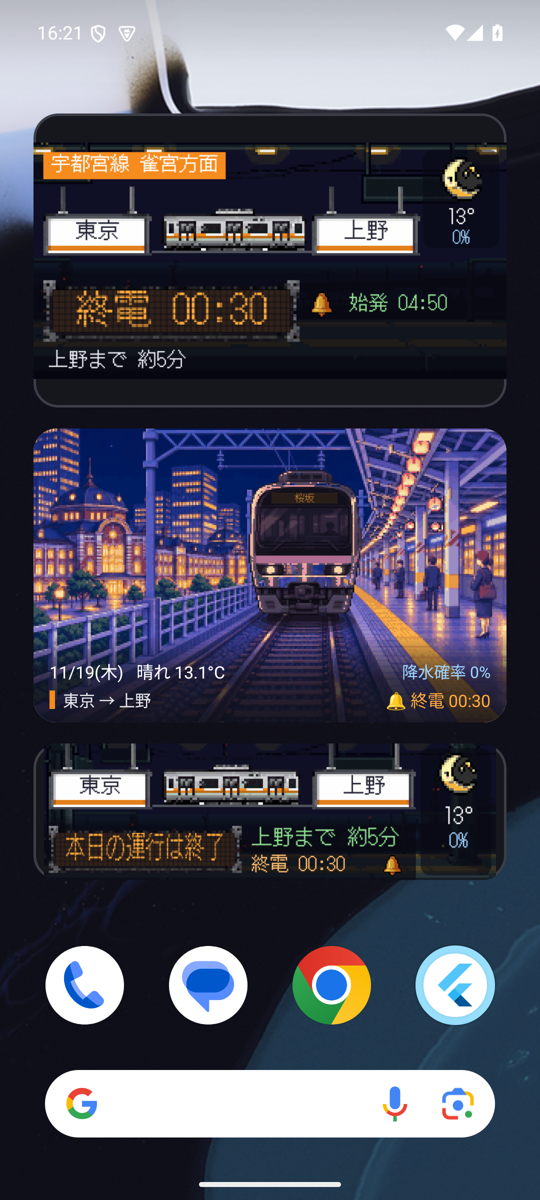 16:21
宇都宮線 雀宮方面
東京
上野
13°
0%
終電 00:30
始発 04:50
上野まで 約5分
桜坂
11/19(木) 晴れ 13.1°C
降水確率 0%
東京 → 上野
終電 00:30
東京
上野
13°
0%
本日の運行は終了
上野まで 約5分
終電 00:30